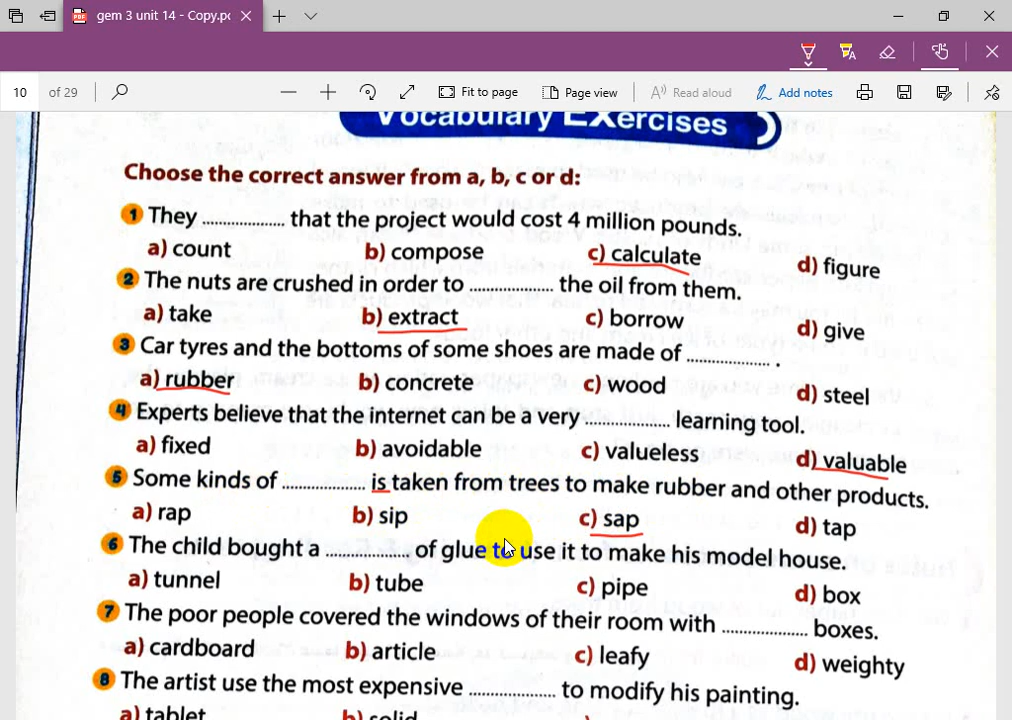 gem 3 unit 14 - Copy.pc
10 of 29 Fit to page Page view Read aloud Add notes
Vocabulary EXercises
Choose the correct answer from a, b, c or d:
1 They .................. that the project would cost 4 million pounds.
a) count b) compose c) calculate d) figure
2 The nuts are crushed in order to .................. the oil from them.
a) take b) extract c) borrow d) give
3 Car tyres and the bottoms of some shoes are made of .................. .
a) rubber b) concrete c) wood d) steel
4 Experts believe that the internet can be a very .................. learning tool.
a) fixed b) avoidable c) valueless d) valuable
5 Some kinds of .................. is taken from trees to make rubber and other products.
a) rap b) sip c) sap d) tap
6 The child bought a .................. of glue to use it to make his model house.
a) tunnel b) tube c) pipe d) box
7 The poor people covered the windows of their room with .................. boxes.
a) cardboard b) article c) leafy d) weighty
8 The artist use the most expensive .................. to modify his painting.
a) tablet b) solid